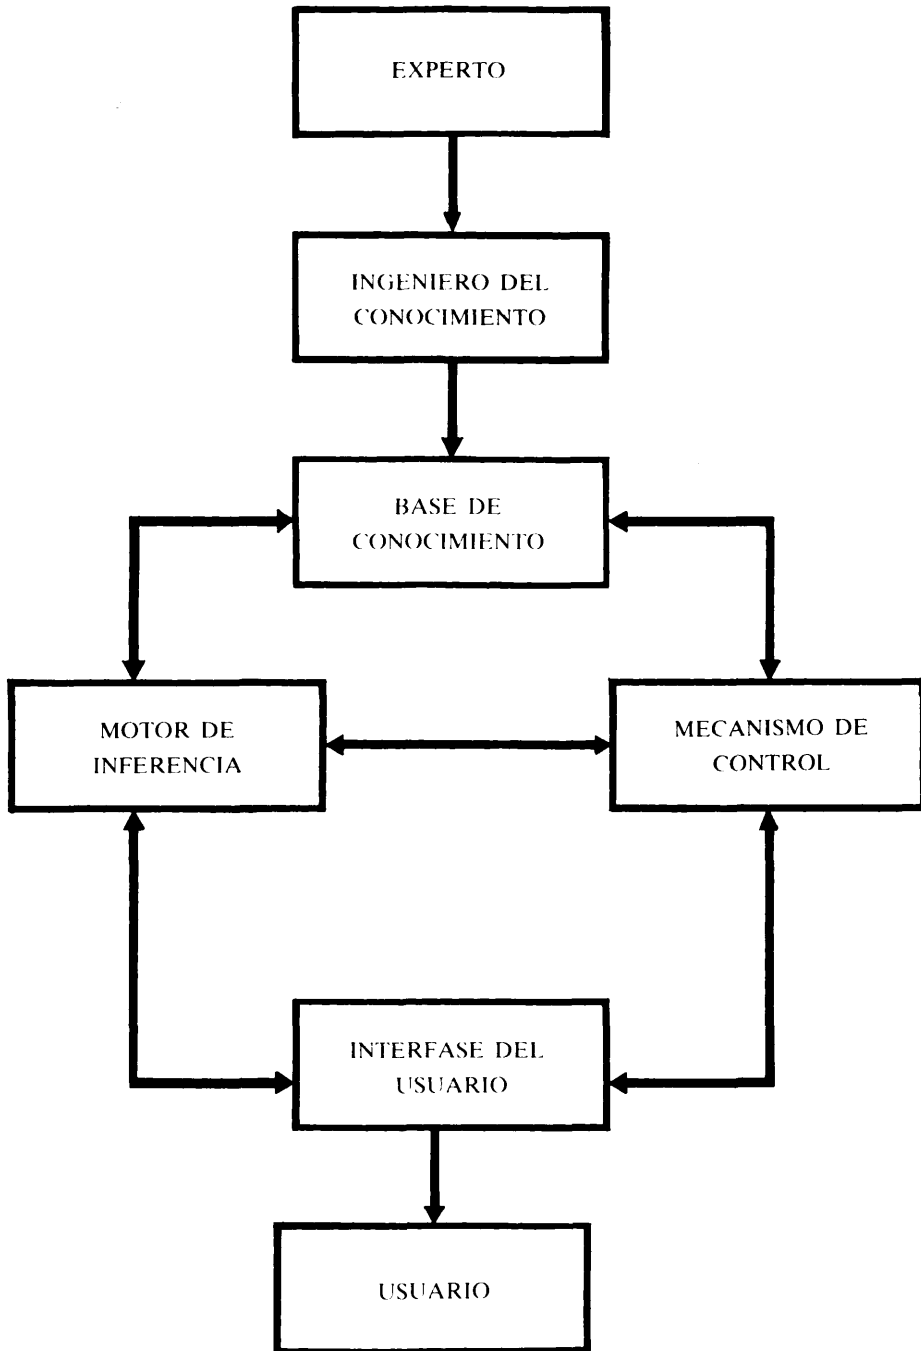 EXPERTO
INGENIERO DEL
CONOCIMIENTO
BASE DE
CONOCIMIENTO
MOTOR DE
INFERENCIA
MECANISMO DE
CONTROL
INTERFASE DEL
USUARIO
USUARIO